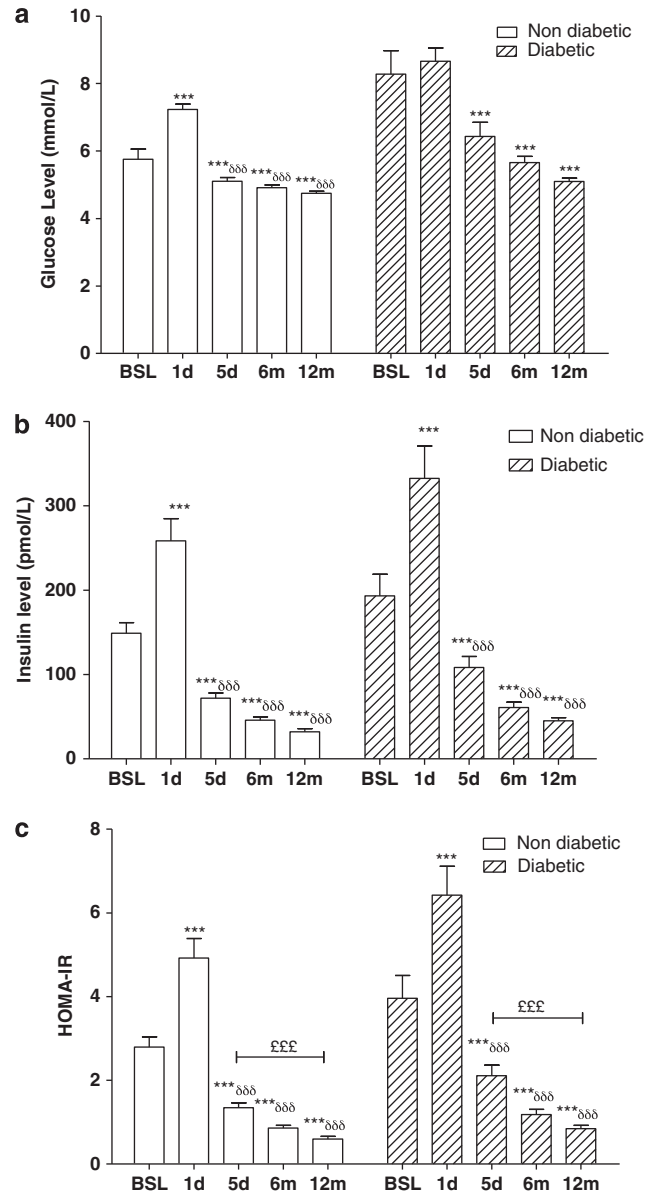 a
Glucose Level (mmol/L)
10
8
6
4
2
0
Non diabetic
Diabetic
***
***δδδ ***δδδ ***δδδ
***
***
***
BSL 1d 5d 6m 12m BSL 1d 5d 6m 12m
b
Insulin level (pmol/L)
400
300
200
100
0
Non diabetic
Diabetic
***
***δδδ
***δδδ
***δδδ
***
***δδδ
***δδδ
***δδδ
BSL 1d 5d 6m 12m BSL 1d 5d 6m 12m
c
HOMA-IR
8
6
4
2
0
Non diabetic
Diabetic
***
£££
***δδδ
***δδδ
***δδδ
***
£££
***δδδ
***δδδ
***δδδ
BSL 1d 5d 6m 12m BSL 1d 5d 6m 12m